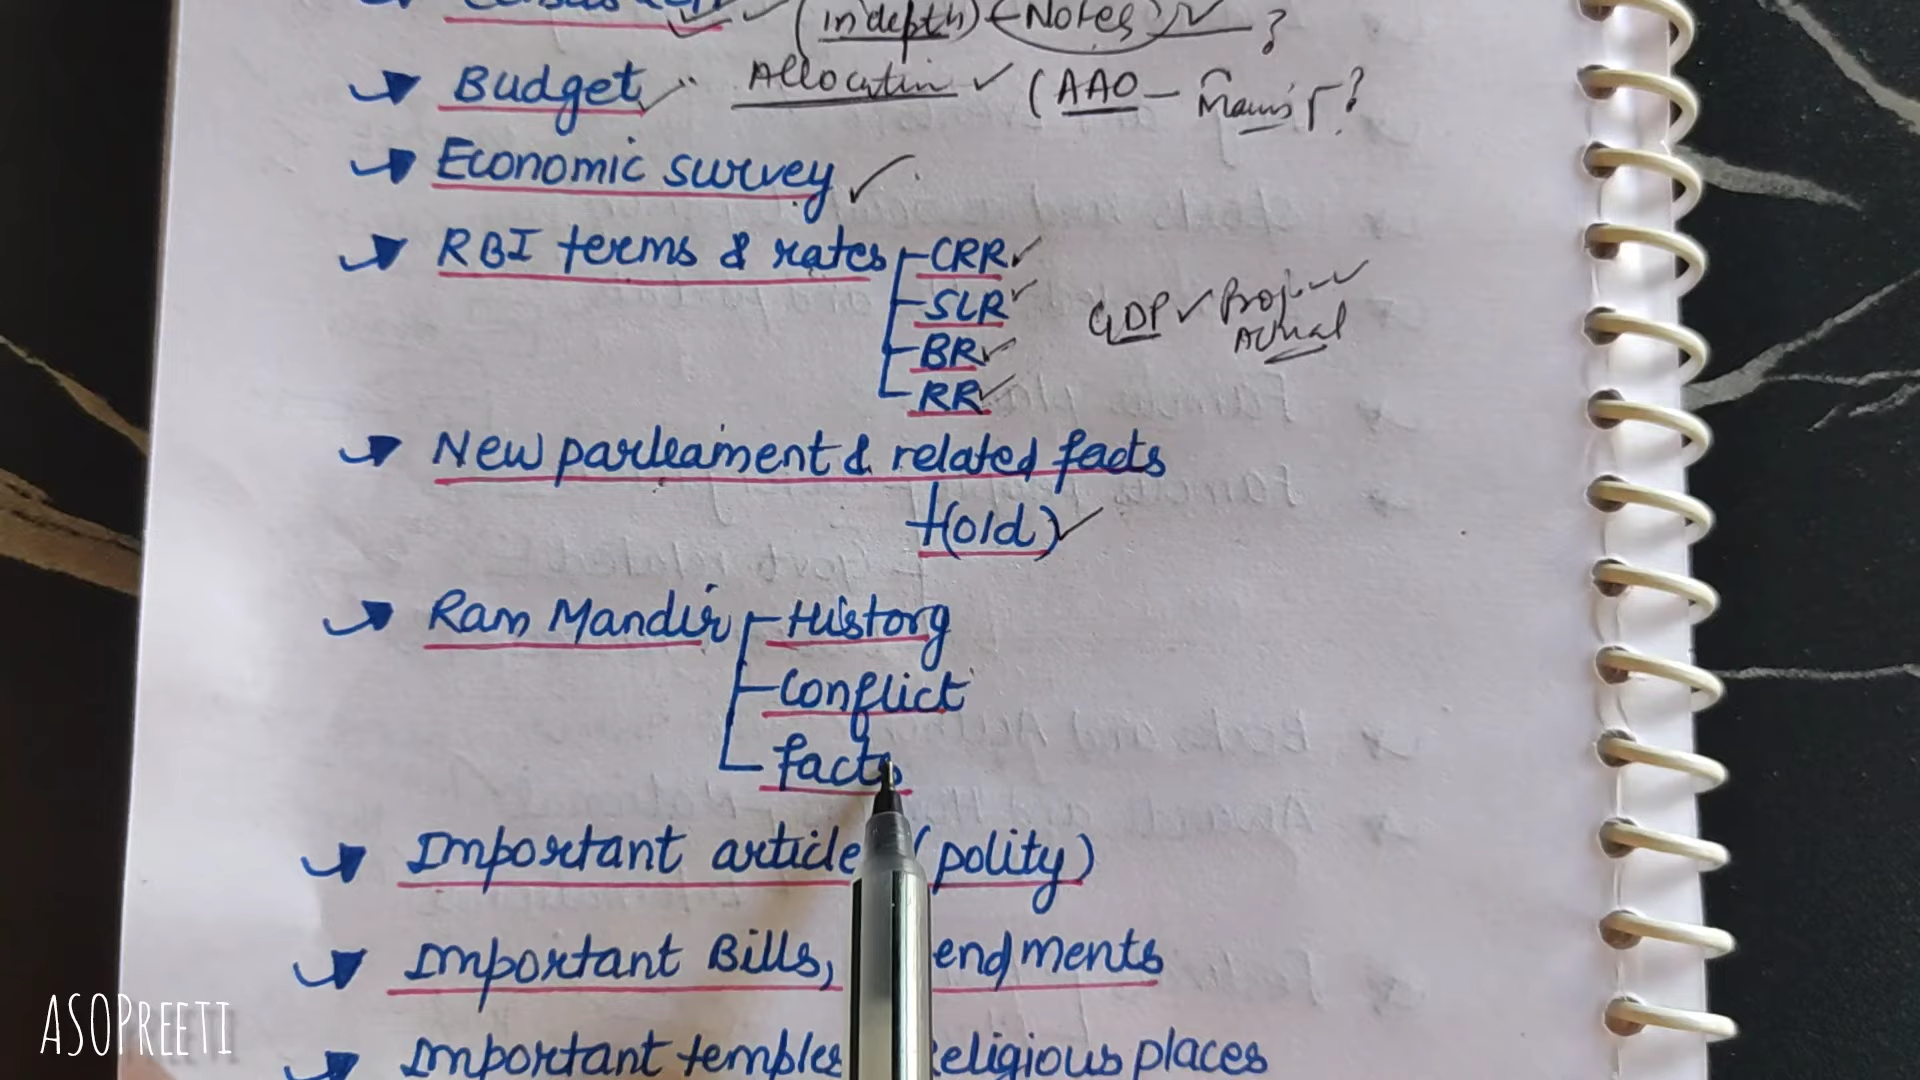 Census 2011 (indepth) (Notes) ?
Budget Allocation (AAO - Mains) ?
Economic survey
RBI terms & rates CRR
SLR
BR
RR
GDP
Actual
New parleament & related facts
+(old)
Ram Mandir History
Conflict
facts
Important article (polity)
Important Bills, endments
Important temples eligious places
ASOPREETI